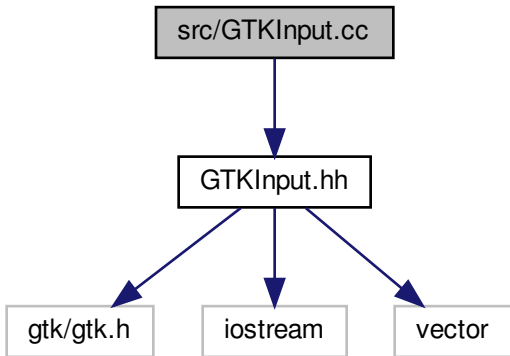 src/GTKInput.cc
GTKInput.hh
gtk/gtk.h
iostream
vector